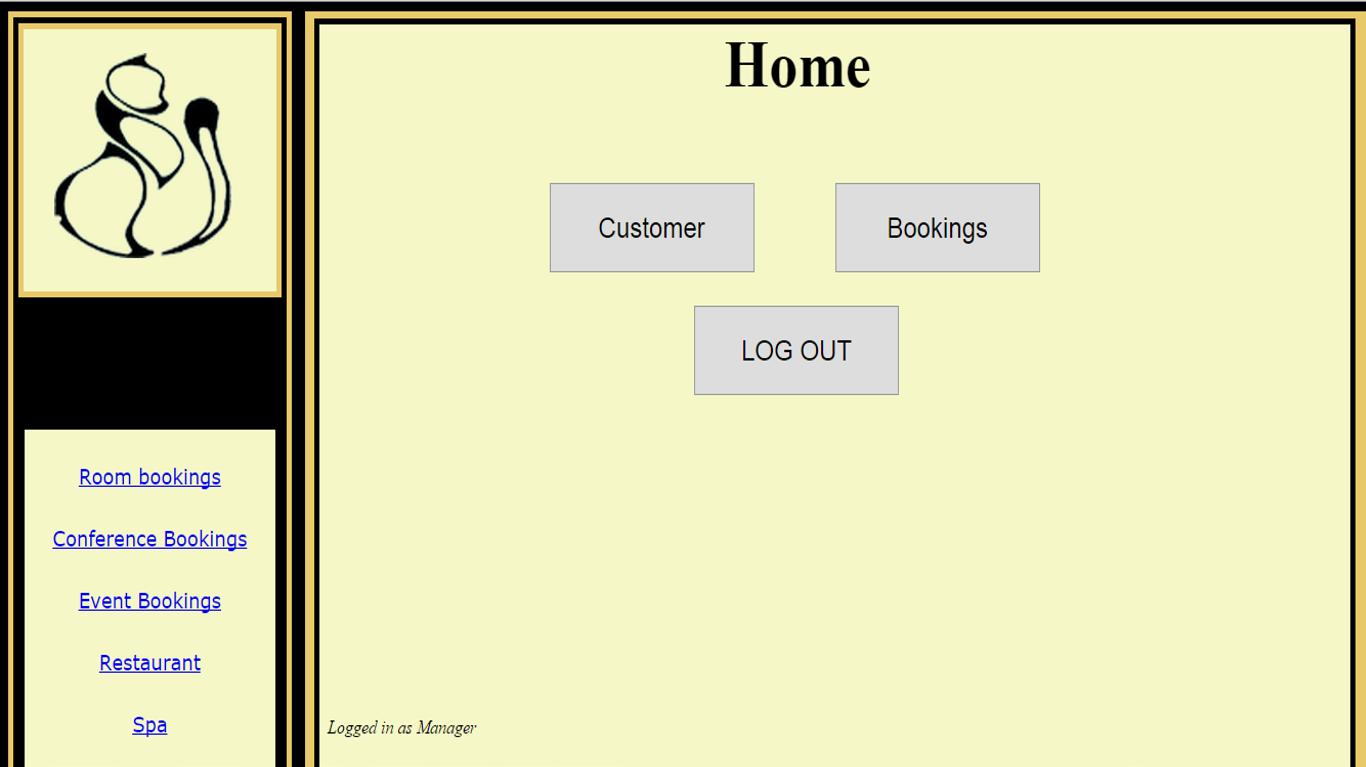 Home
Customer
Bookings
LOG OUT
Room bookings
Conference Bookings
Event Bookings
Restaurant
Spa
Logged in as Manager